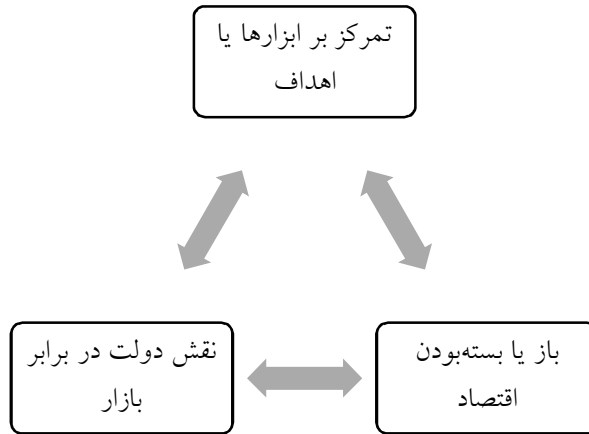 تمرکز بر ابزارها یا
اهداف
باز یا بسته‌بودن
اقتصاد
نقش دولت در برابر
بازار